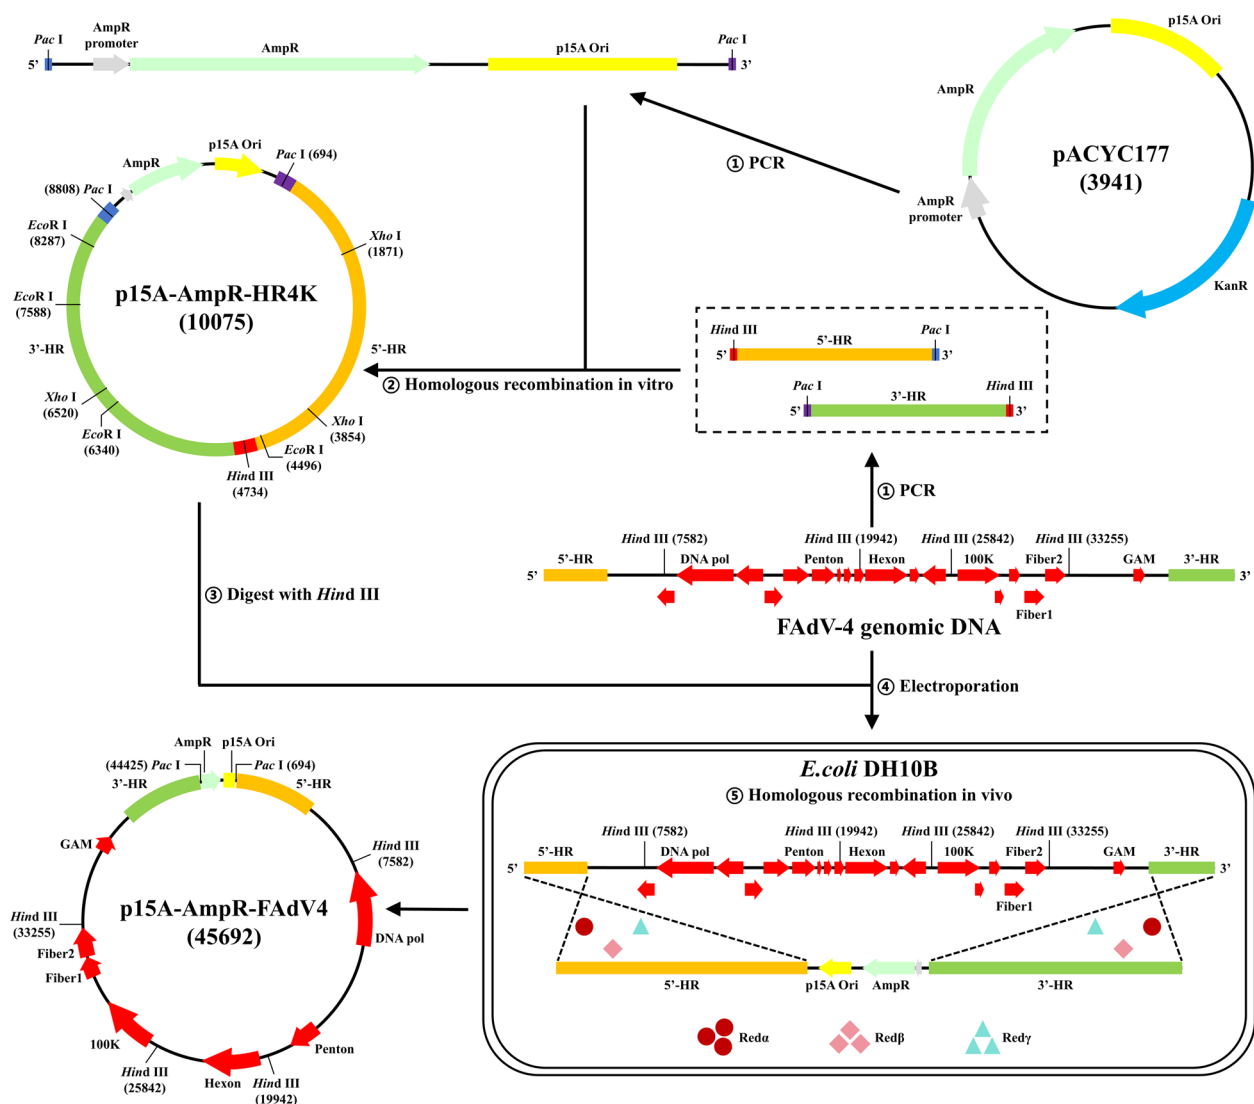 Pac I
AmpR
promoter
AmpR
p15A Ori
Pac I
5’
3’
p15A Ori
AmpR
pACYC177
(3941)
AmpR
promoter
KanR
① PCR
p15A Ori
AmpR
Pac I (694)
(8808) Pac I
EcoR I
(8287)
Xho I
(1871)
EcoR I
(7588)
p15A-AmpR-HR4K
(10075)
3’-HR
5’-HR
Xho I
(6520)
EcoR I
(6340)
Xho I
(3854)
EcoR I
(4496)
Hind III
(4734)
② Homologous recombination in vitro
Hind III
5’-HR
Pac I
5’
3’
Pac I
3’-HR
Hind III
5’
3’
① PCR
Hind III (7582)
Hind III (19942)
Hind III (25842)
Hind III (33255)
5’-HR
DNA pol
Penton
Hexon
100K
Fiber2
GAM
3’-HR
5’
3’
Fiber1
FAdV-4 genomic DNA
③ Digest with Hind III
④ Electroporation
AmpR
p15A Ori
(44425) Pac I
Pac I (694)
3’-HR
5’-HR
GAM
Hind III
(7582)
p15A-AmpR-FAdV4
(45692)
Hind III
(33255)
DNA pol
Fiber2
Fiber1
100K
Penton
Hind III
(25842)
Hexon
Hind III
(19942)
E.coli DH10B
⑤ Homologous recombination in vivo
Hind III (7582)
Hind III (19942)
Hind III (25842)
Hind III (33255)
5’-HR
DNA pol
Penton
Hexon
100K
Fiber2
GAM
3’-HR
5’
3’
Fiber1
5’-HR
p15A Ori
AmpR
3’-HR
Redα
Redβ
Redγ